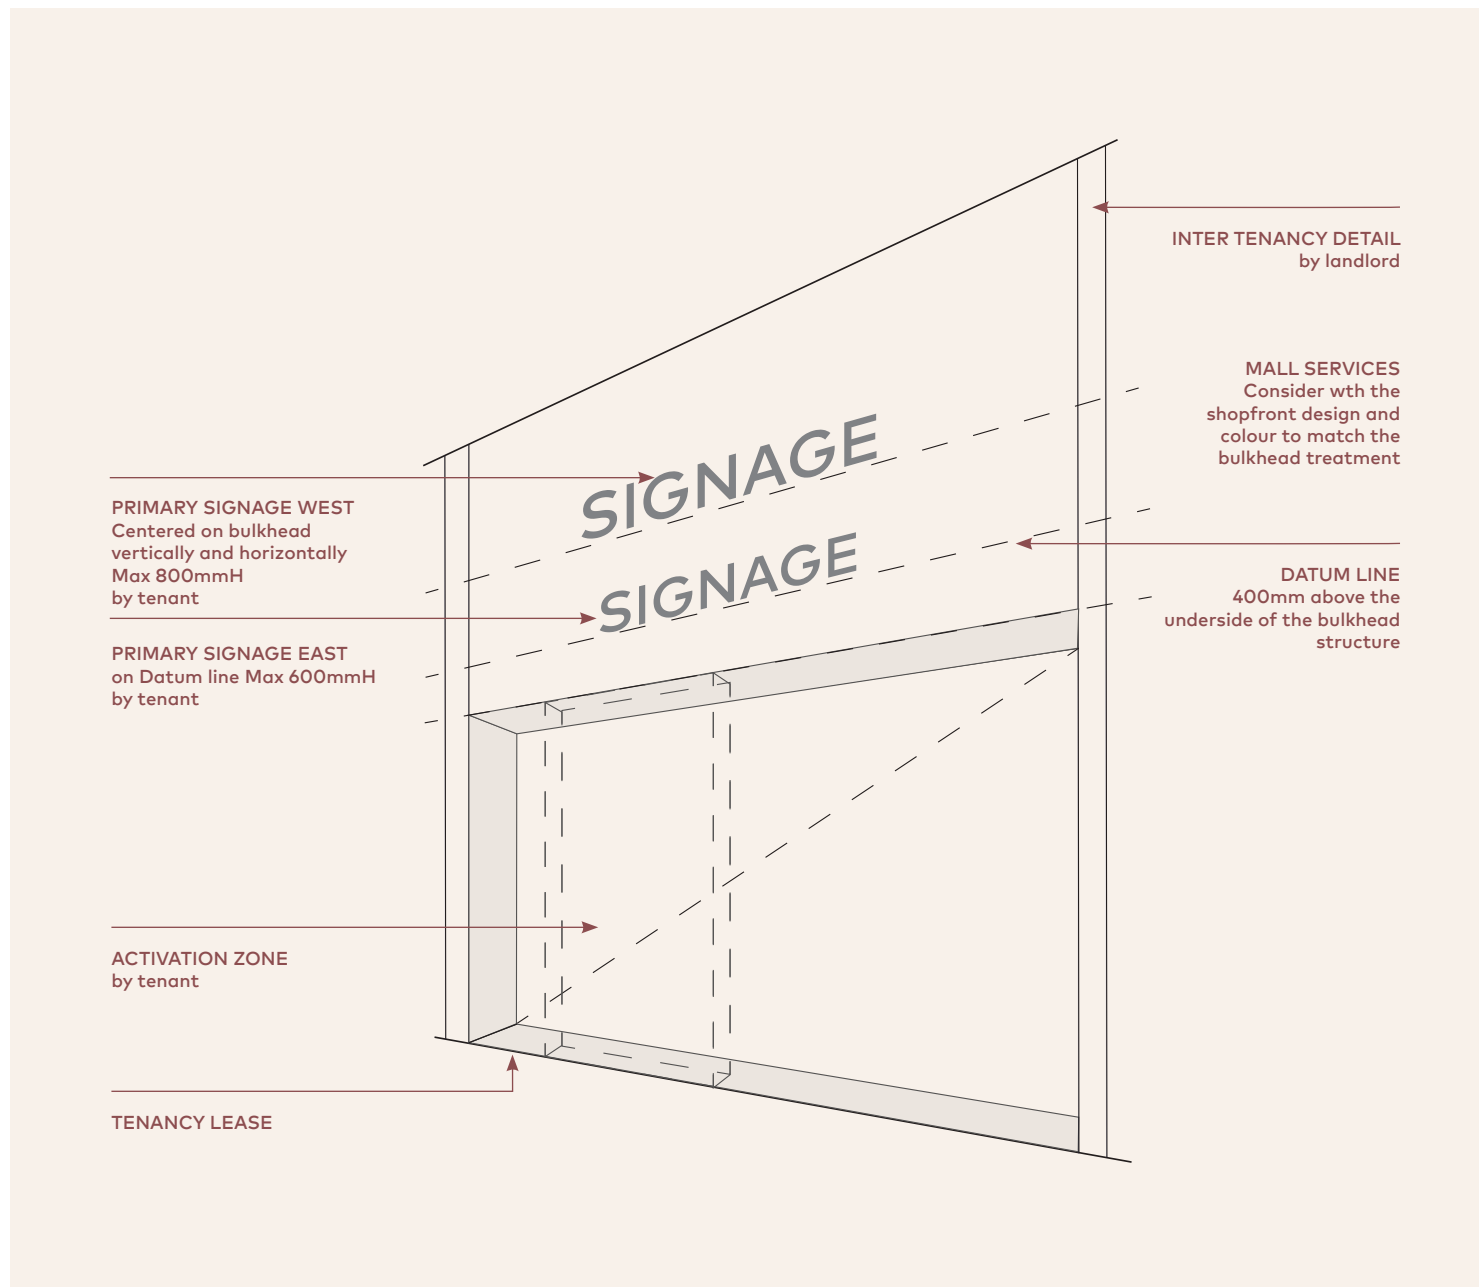 INTER TENANCY DETAIL
by landlord
MALL SERVICES
Consider wth the
shopfront design and
colour to match the
bulkhead treatment
SIGNAGE
PRIMARY SIGNAGE WEST
Centered on bulkhead
vertically and horizontally
Max 800mmH
by tenant
SIGNAGE
DATUM LINE
400mm above the
underside of the bulkhead
structure
PRIMARY SIGNAGE EAST
on Datum line Max 600mmH
by tenant
ACTIVATION ZONE
by tenant
TENANCY LEASE